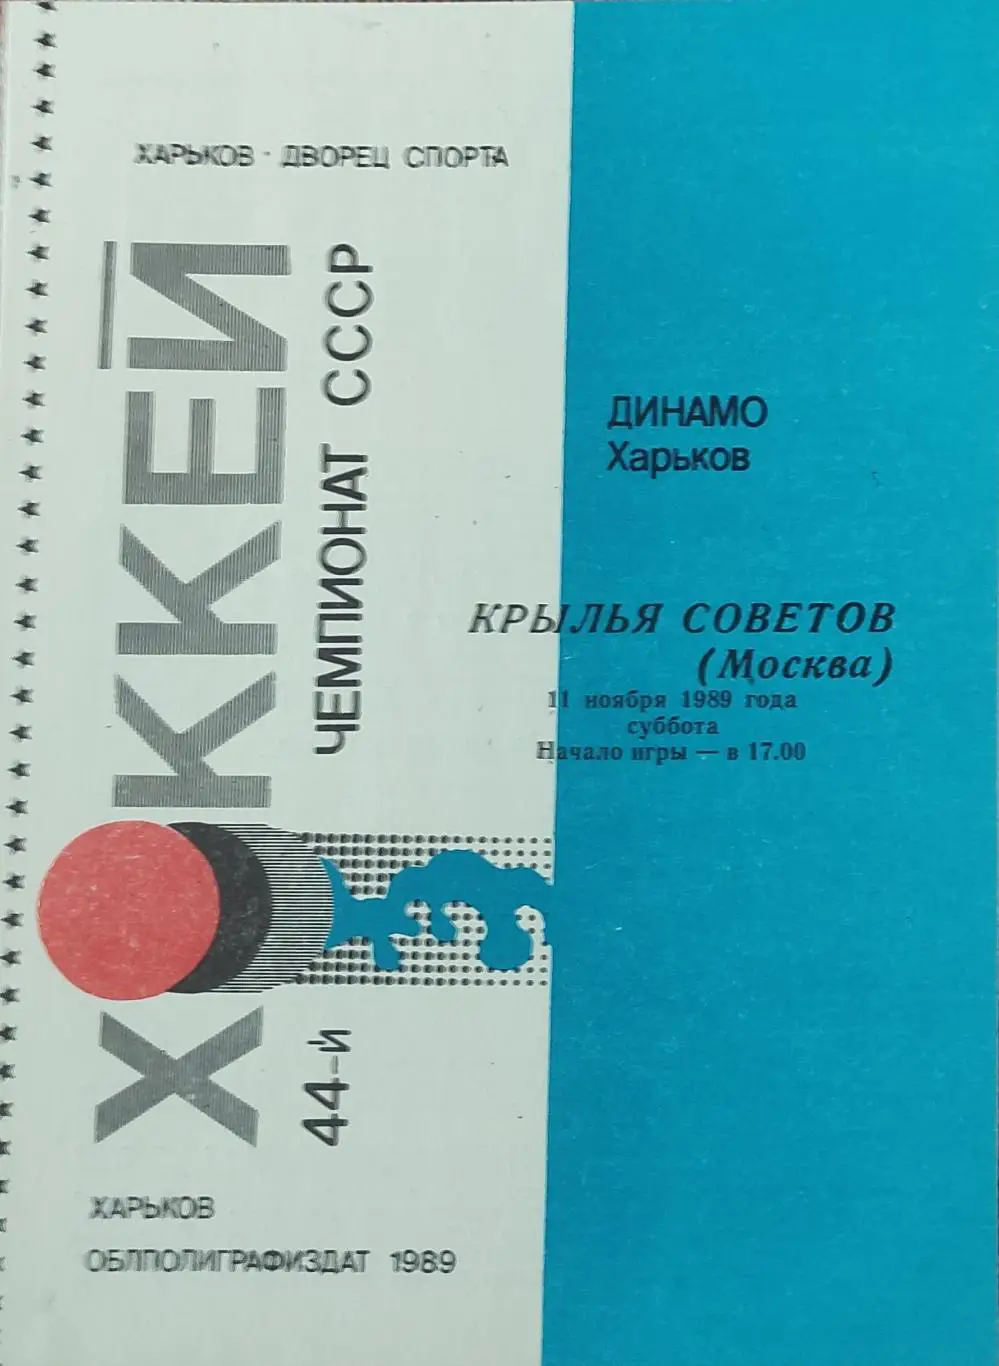 ХАРЬКОВ · ДВОРЕЦ СПОРТА
ХОККЕЙ
44-й ЧЕМПИОНАТ СССР
ДИНАМО
Харьков
КРЫЛЬЯ СОВЕТОВ
(Москва)
11 ноября 1989 года
суббота
Начало игры — в 17.00
ХАРЬКОВ
ОБЛПОЛИГРАФИЗДАТ 1989